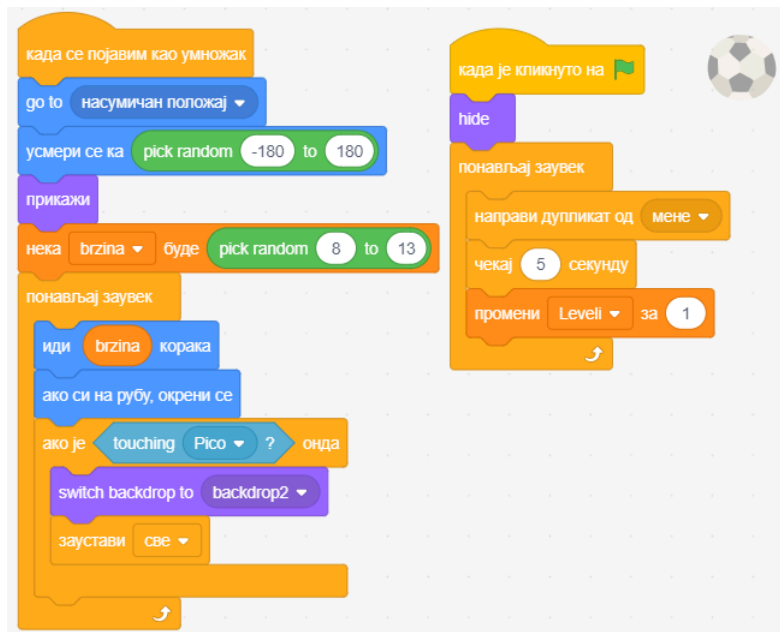 када се појавим као умножак
go to насумичан положај
усмери се ка pick random -180 to 180
прикажи
нека brzina буде pick random 8 to 13
понављај заувек
иди brzina корака
ако си на рубу, окрени се
ако је touching Pico ? онда
switch backdrop to backdrop2
заустави све
када је кликнуто на
hide
понављај заувек
направи дупликат од мене
чекај 5 секунду
промени Leveli за 1